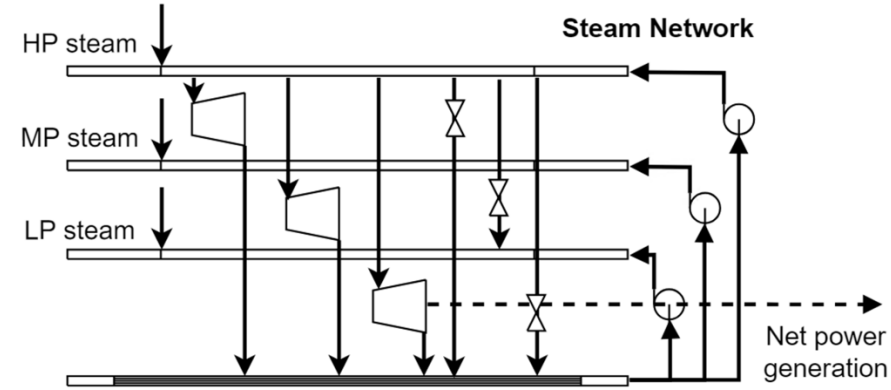 Steam Network
HP steam
MP steam
LP steam
Net power
generation